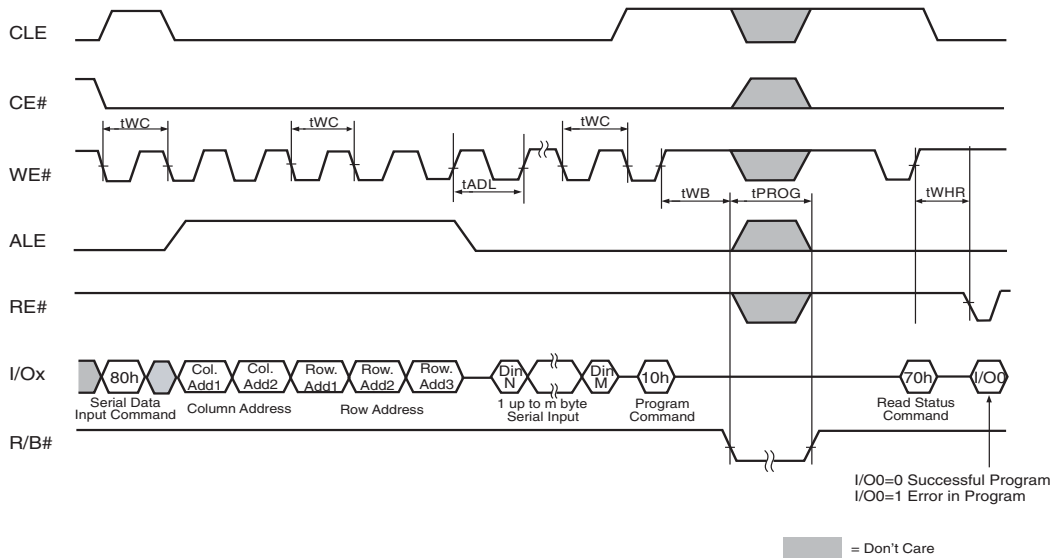 CLE
CE#
tWC
tWC
tWC
WE#
tADL
tWB
tPROG
tWHR
ALE
RE#
I/Ox
80h
Col.
Add1
Col.
Add2
Row.
Add1
Row.
Add2
Row.
Add3
Din
N
Din
M
10h
70h
I/O0
Serial Data
Input Command
Column Address
Row Address
1 up to m byte
Serial Input
Program
Command
Read Status
Command
R/B#
I/O0=0 Successful Program
I/O0=1 Error in Program
= Don't Care